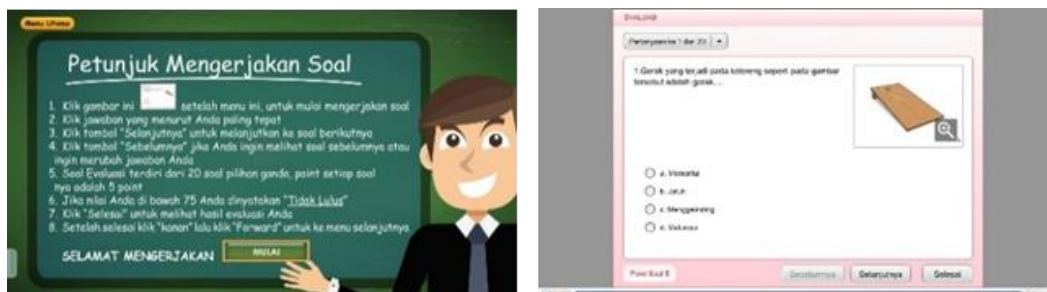 Menu Utama
Petunjuk Mengerjakan Soal
1. Klik gambar ini setelah menu ini, untuk mulai mengerjakan soal
2. Klik jawaban yang menurut Anda paling tepat
3. Klik tombol "Selanjutnya" untuk melanjutkan ke soal berikutnya
4. Klik tombol "Sebelumnya" jika Anda ingin melihat soal sebelumnya atau
ingin merubah jawaban Anda
5. Soal Evaluasi terdiri dari 20 soal pilihan ganda, point setiap soal
nya adalah 5 point
6. Jika nilai Anda di bawah 75 Anda dinyatakan "Tidak Lulus"
7. Klik "Selesai" untuk melihat hasil evaluasi Anda
8. Setelah selesai klik "kanan" lalu klik "Forward" untuk ke menu selanjutnya
SELAMAT MENGERJAKAN
MULAI
EVALUASI
1 dari 20
1.Gerak yang terjadi pada kelereng seperti pada gambar
tersebut adalah gerak....
b. Jatuh
c. Menggelinding
Point Soal 5
Sebelumnya
Selanjutnya
Selesai